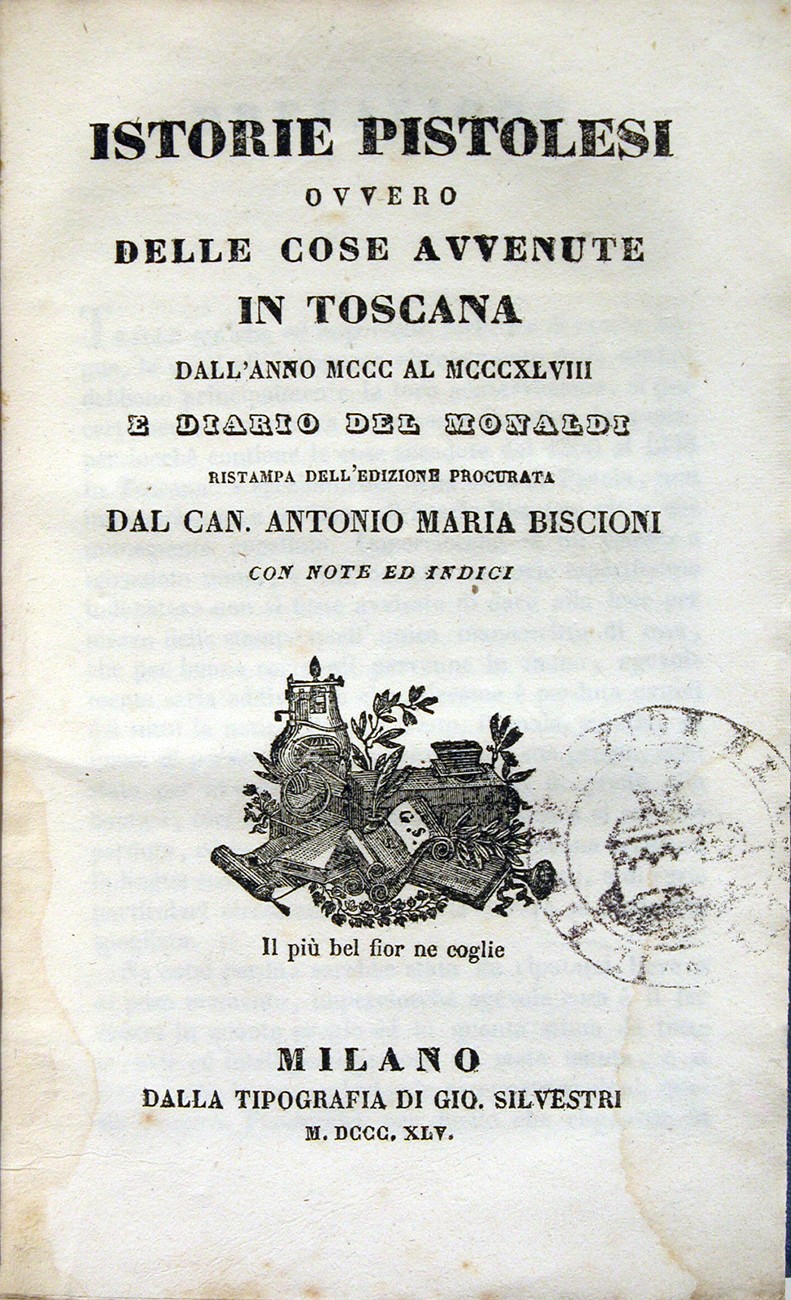 ISTORIE PISTOLESI
OVVERO
DELLE COSE AVVENUTE
IN TOSCANA
DALL'ANNO MCCC AL MCCCXLVIII
E DIARIO DEL MONALDI
RISTAMPA DELL'EDIZIONE PROCURATA
DAL CAN. ANTONIO MARIA BISCIONI
CON NOTE ED INDICI
G. S.
Il più bel fior ne coglie
MILANO
DALLA TIPOGRAFIA DI GIO. SILVESTRI
M. DCCC. XLV.